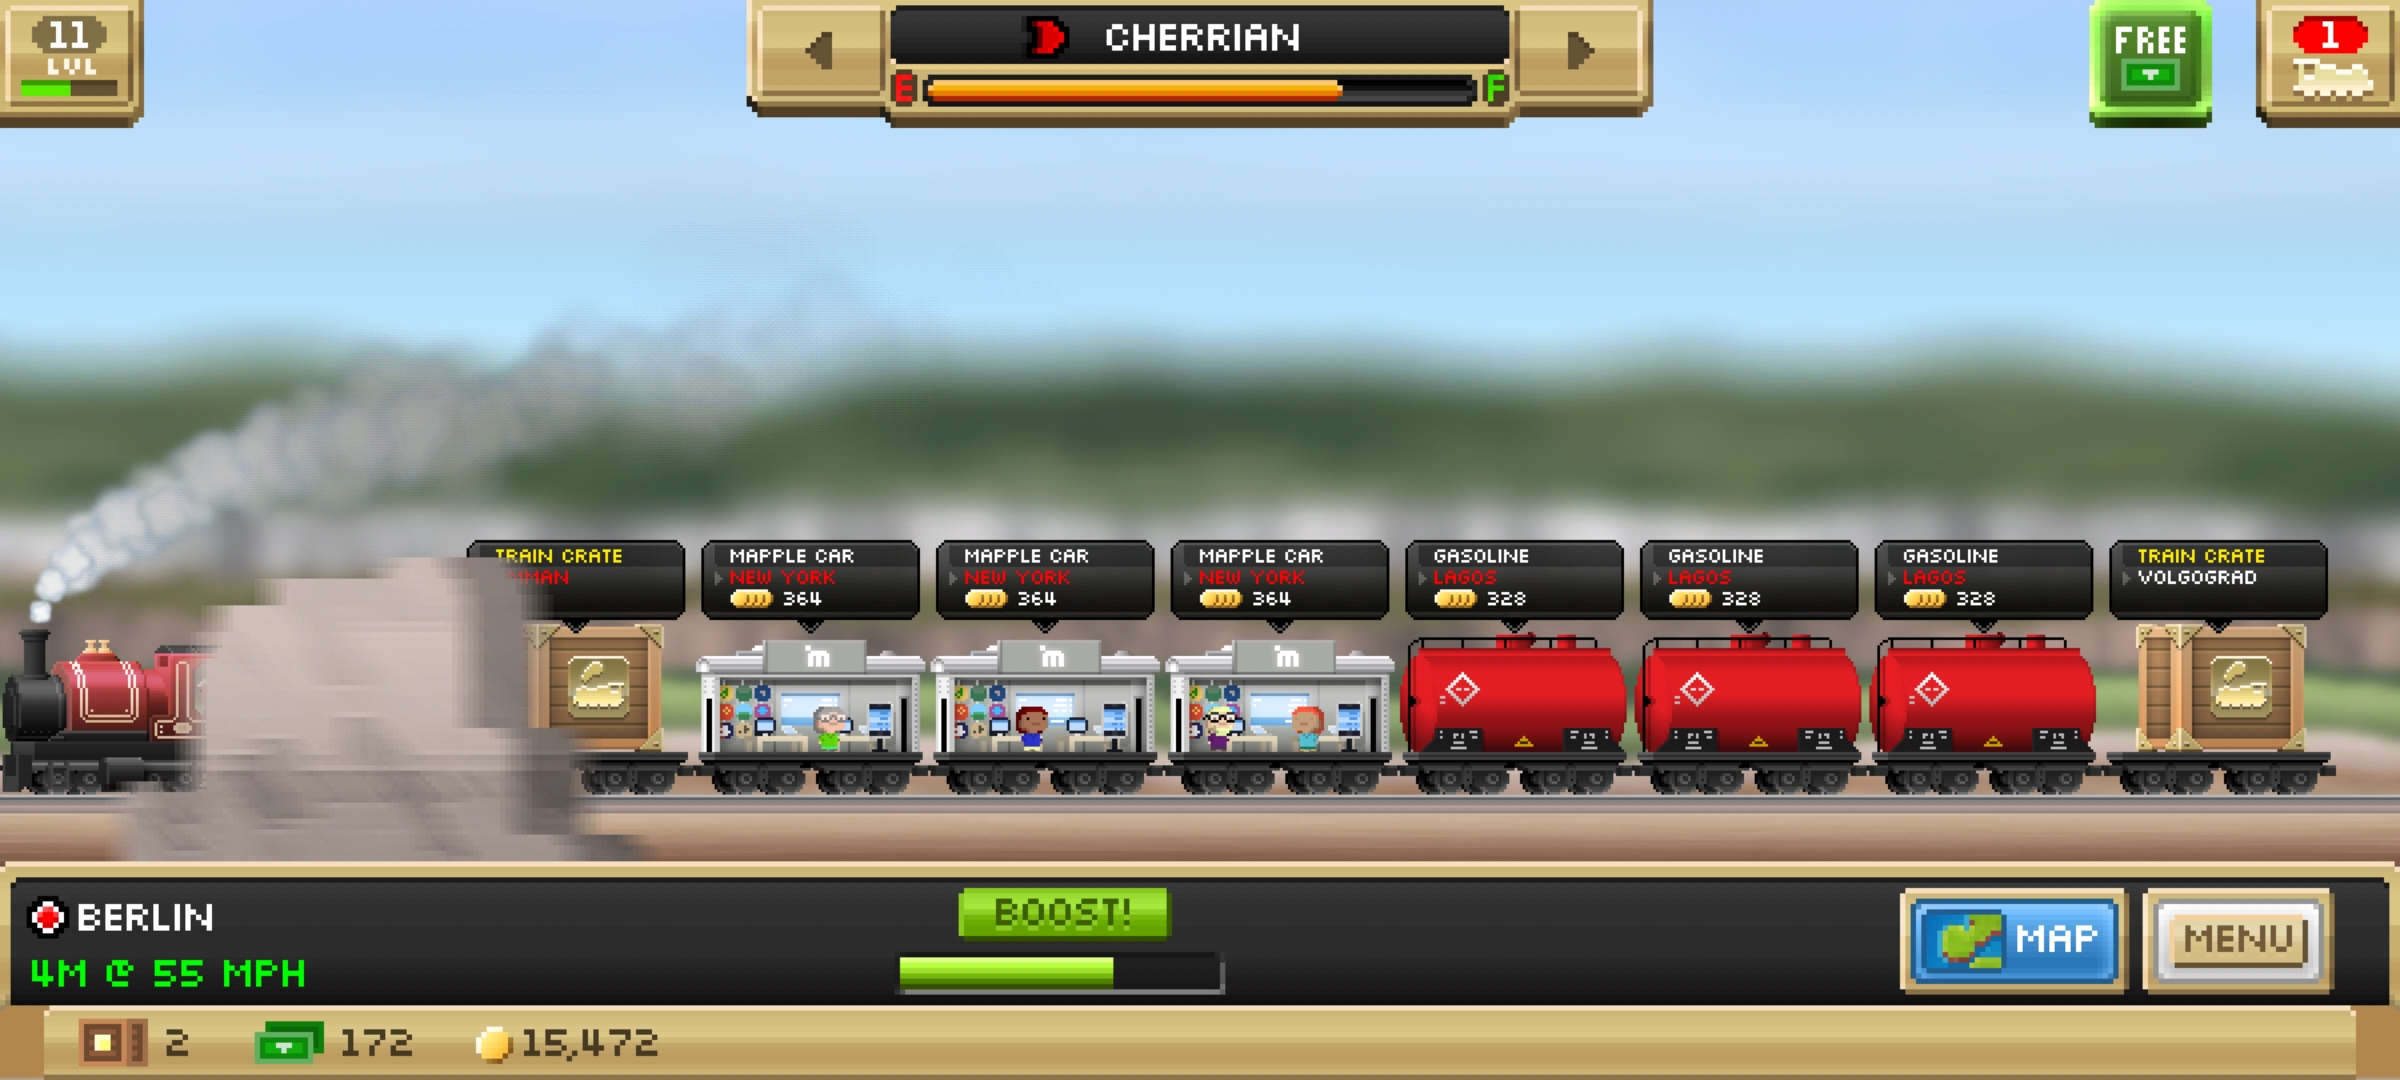 11
LVL
CHERRIAN
E F
FREE
1
TRAIN CRATE
MAPPLE CAR
NEW YORK
364
MAPPLE CAR
NEW YORK
364
MAPPLE CAR
NEW YORK
364
GASOLINE
LAGOS
328
GASOLINE
LAGOS
328
GASOLINE
LAGOS
328
TRAIN CRATE
VOLGOGRAD
m
m
m
BERLIN
4M @ 55 MPH
BOOST!
MAP
MENU
2
172
15,472